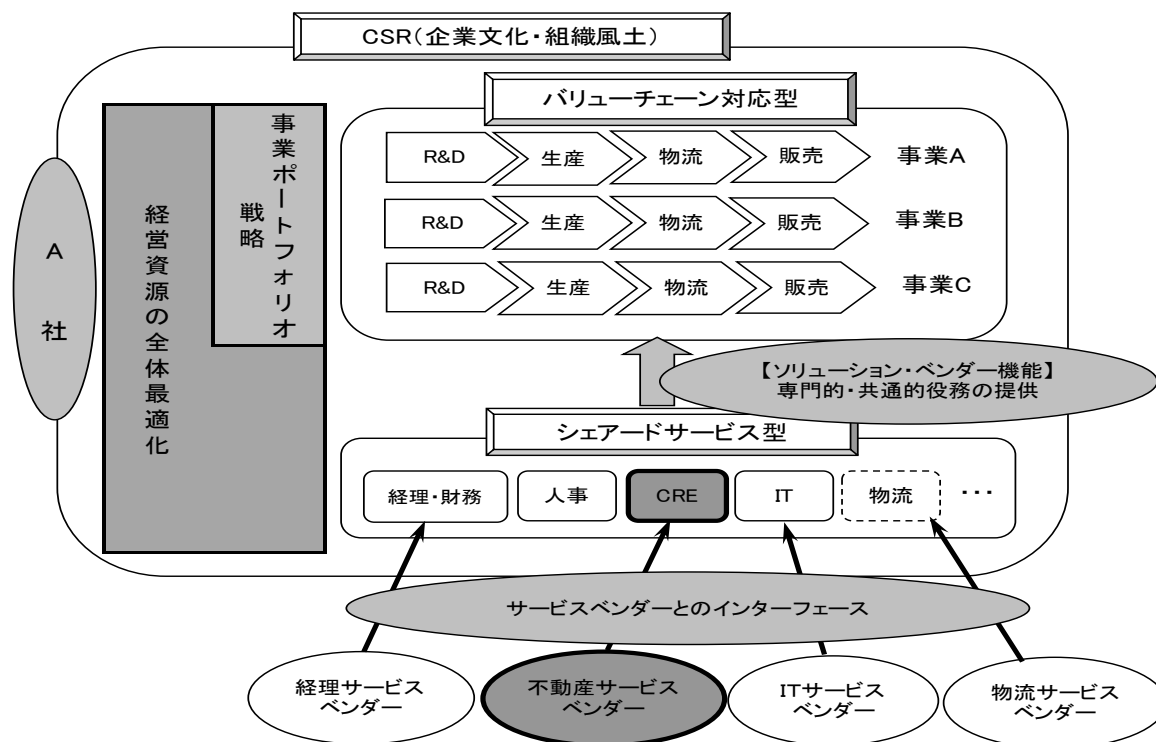 CSR(企業文化・組織風土)
バリューチェーン対応型
R&D
生産
物流
販売
事業A
R&D
生産
物流
販売
事業B
R&D
生産
物流
販売
事業C
事業ポートフォリオ
戦略
経営資源の全体最適化
A
社
【ソリューション・ベンダー機能】
専門的・共通的役務の提供
シェアードサービス型
経理・財務
人事
CRE
IT
物流
・・・
サービスベンダーとのインターフェース
経理サービス
ベンダー
不動産サービス
ベンダー
ITサービス
ベンダー
物流サービス
ベンダー